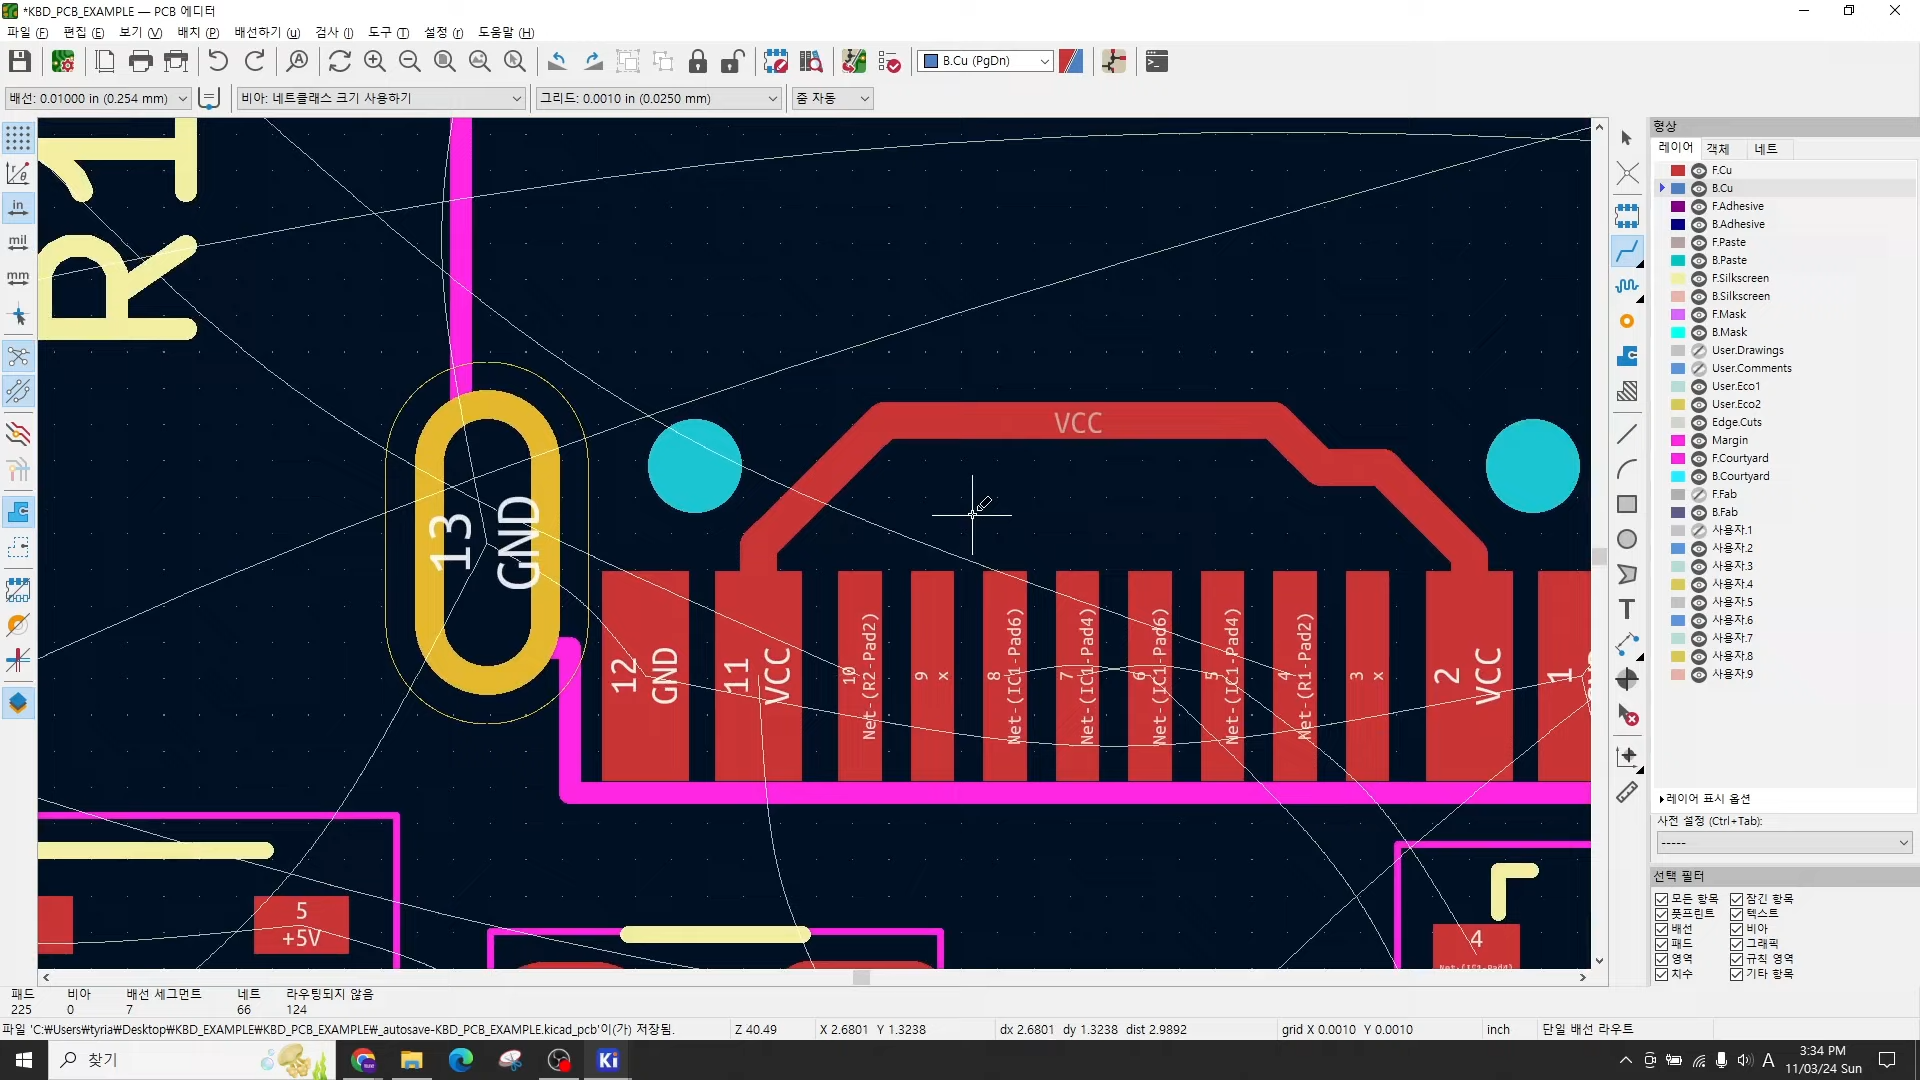 *KBD_PCB_EXAMPLE — PCB 에디터
파일 (F) 편집 (E) 보기 (V) 배치 (P) 배선하기 (u) 검사 (I) 도구 (T) 설정 (r) 도움말 (H)
B.Cu (PgDn)
배선: 0.01000 in (0.254 mm) 비아: 네트클래스 크기 사용하기 그리드: 0.0010 in (0.0250 mm) 줌 자동
in
mil
mm
R1
13
GND
VCC
12
GND
11
VCC
10
Net-(R2-Pad2)
9
x
8
Net-(IC1-Pad6)
7
Net-(IC1-Pad4)
6
Net-(IC1-Pad6)
5
Net-(IC1-Pad4)
4
Net-(R1-Pad2)
3
x
2
VCC
1
5
+5V
4
Net-(IC1-Pad4)
형상
레이어 객체 네트
F.Cu
B.Cu
F.Adhesive
B.Adhesive
F.Paste
B.Paste
F.Silkscreen
B.Silkscreen
F.Mask
B.Mask
User.Drawings
User.Comments
User.Eco1
User.Eco2
Edge.Cuts
Margin
F.Courtyard
B.Courtyard
F.Fab
B.Fab
사용자.1
사용자.2
사용자.3
사용자.4
사용자.5
사용자.6
사용자.7
사용자.8
사용자.9
레이어 표시 옵션
사전 설정 (Ctrl+Tab):
-----
선택 필터
모든 항목 잠긴 항목
풋프린트 텍스트
배선 비아
패드 그래픽
영역 규칙 영역
치수 기타 항목
패드 비아 배선 세그먼트 네트 라우팅되지 않음
225 0 7 66 124
파일 'C:₩Users₩tyria₩Desktop₩KBD_EXAMPLE₩KBD_PCB_EXAMPLE₩_autosave-KBD_PCB_EXAMPLE.kicad_pcb'이(가) 저장됨. Z 40.49 X 2.6801 Y 1.3238 dx 2.6801 dy 1.3238 dist 2.9892 grid X 0.0010 Y 0.0010 inch 단일 배선 라우트
찾기
Ki
A
3:34 PM
11/03/24 Sun